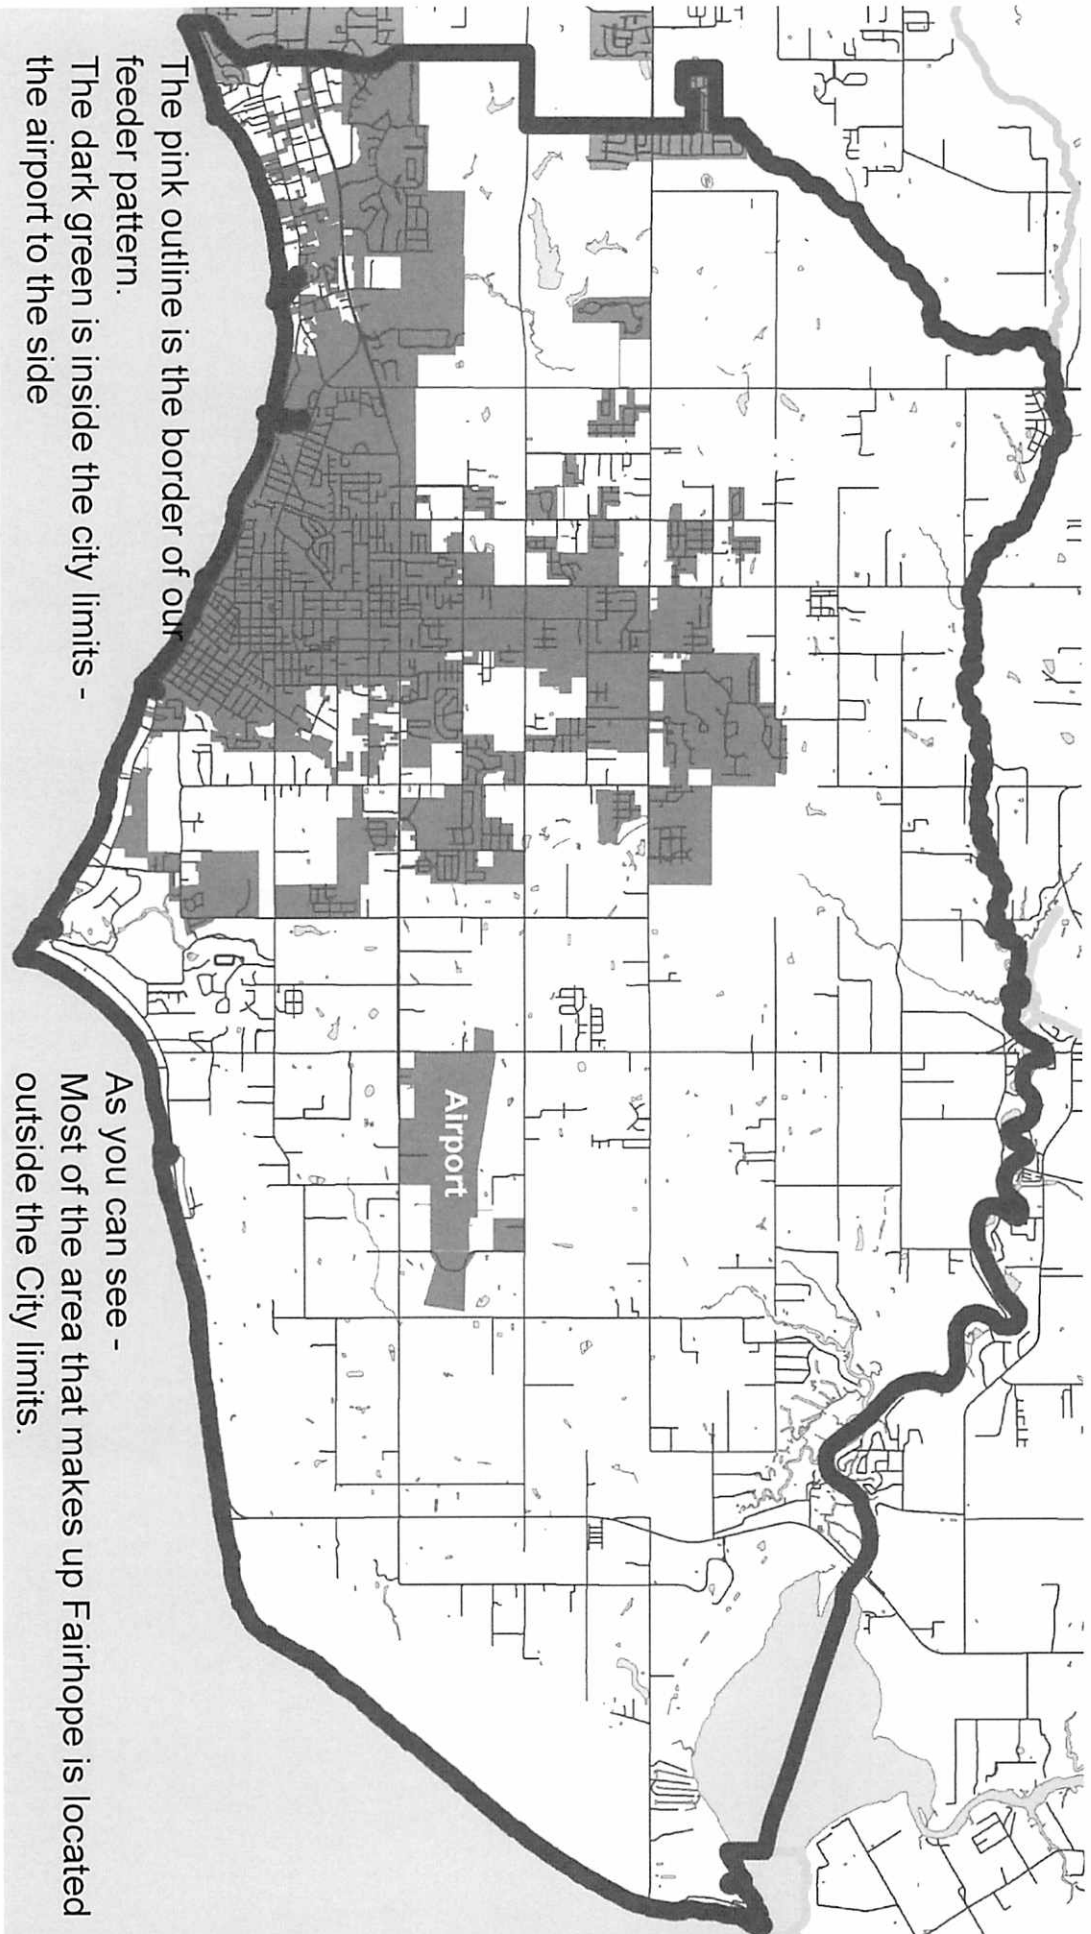 The pink outline is the border of our
feeder pattern.
The dark green is inside the city limits -
the airport to the side
Airport
As you can see -
Most of the area that makes up Fairhope is located
outside the City limits.